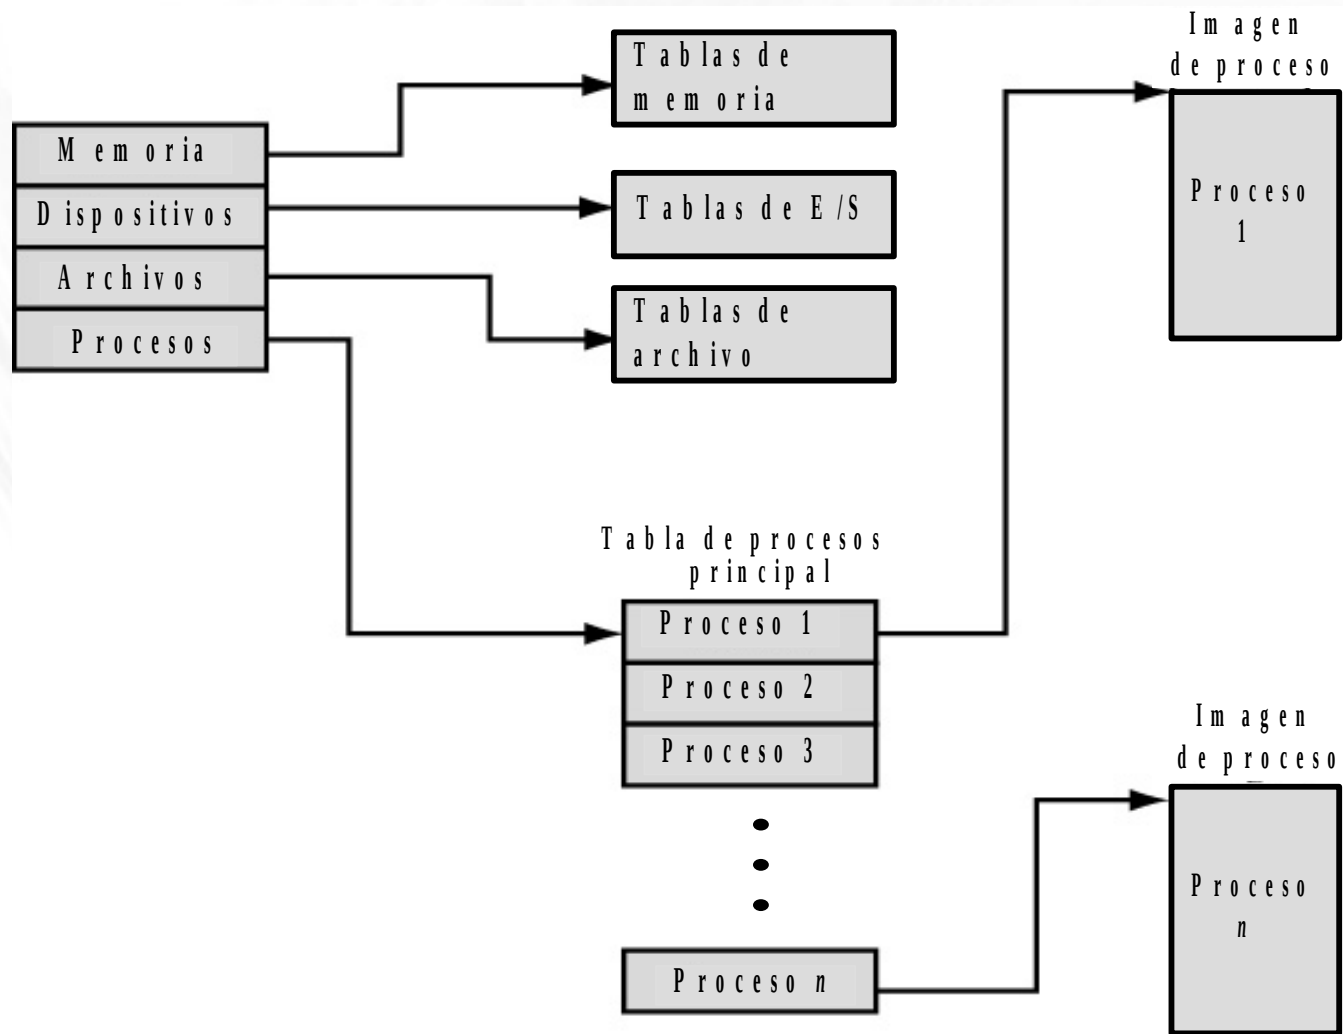 Memoria
Dispositivos
Archivos
Procesos
Tablas de
memoria
Tablas de E/S
Tablas de
archivo
Tabla de procesos
principal
Proceso 1
Proceso 2
Proceso 3
Proceso n
Imagen
de proceso
Proceso
1
Imagen
de proceso
Proceso
n